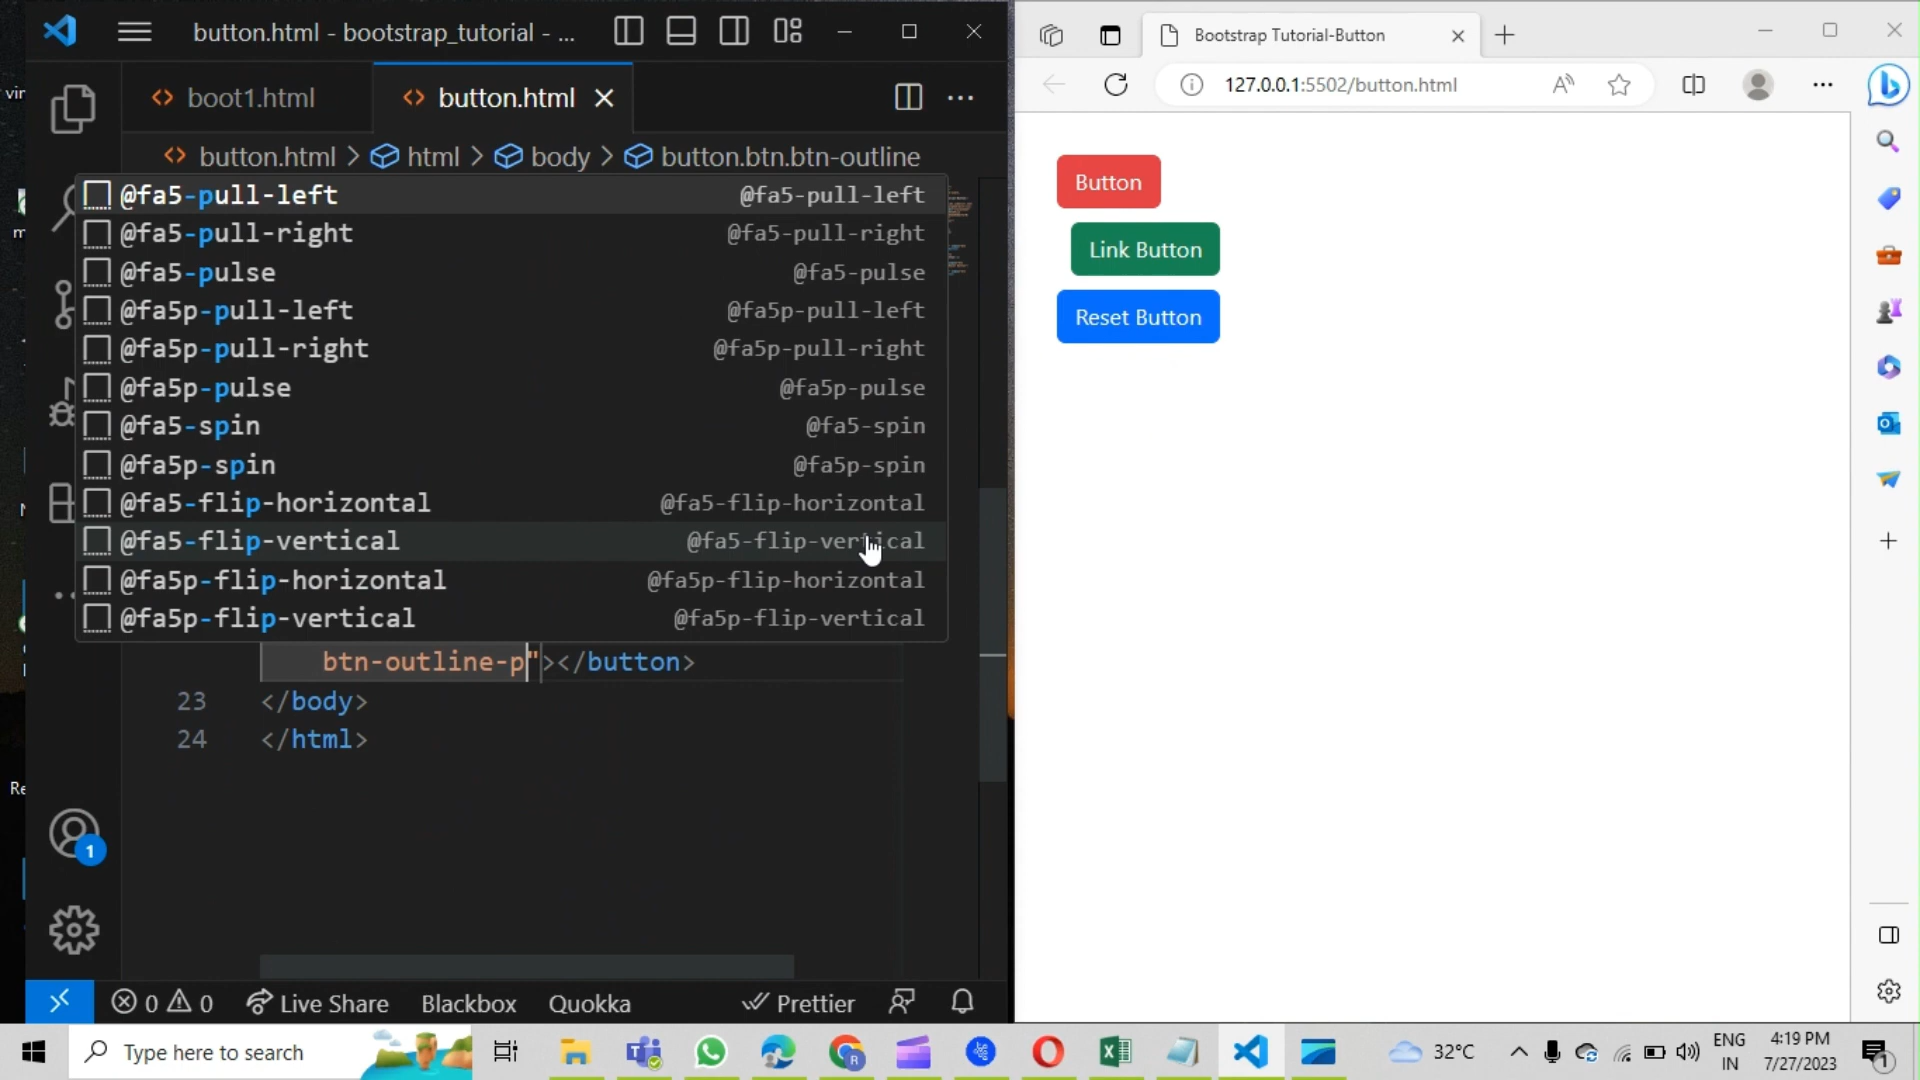 button.html - bootstrap_tutorial - ...
boot1.html
button.html
button.html > html > body > button.btn.btn-outline
@fa5-pull-left @fa5-pull-left
@fa5-pull-right @fa5-pull-right
@fa5-pulse @fa5-pulse
@fa5p-pull-left @fa5p-pull-left
@fa5p-pull-right @fa5p-pull-right
@fa5p-pulse @fa5p-pulse
@fa5-spin @fa5-spin
@fa5p-spin @fa5p-spin
@fa5-flip-horizontal @fa5-flip-horizontal
@fa5-flip-vertical @fa5-flip-vertical
@fa5p-flip-horizontal @fa5p-flip-horizontal
@fa5p-flip-vertical @fa5p-flip-vertical
btn-outline-p"></button>
23 </body>
24 </html>
1
0 0 Live Share Blackbox Quokka Prettier
Bootstrap Tutorial-Button
127.0.0.1:5502/button.html
Button
Link Button
Reset Button
Type here to search
32°C
ENG
IN
4:19 PM
7/27/2023
1